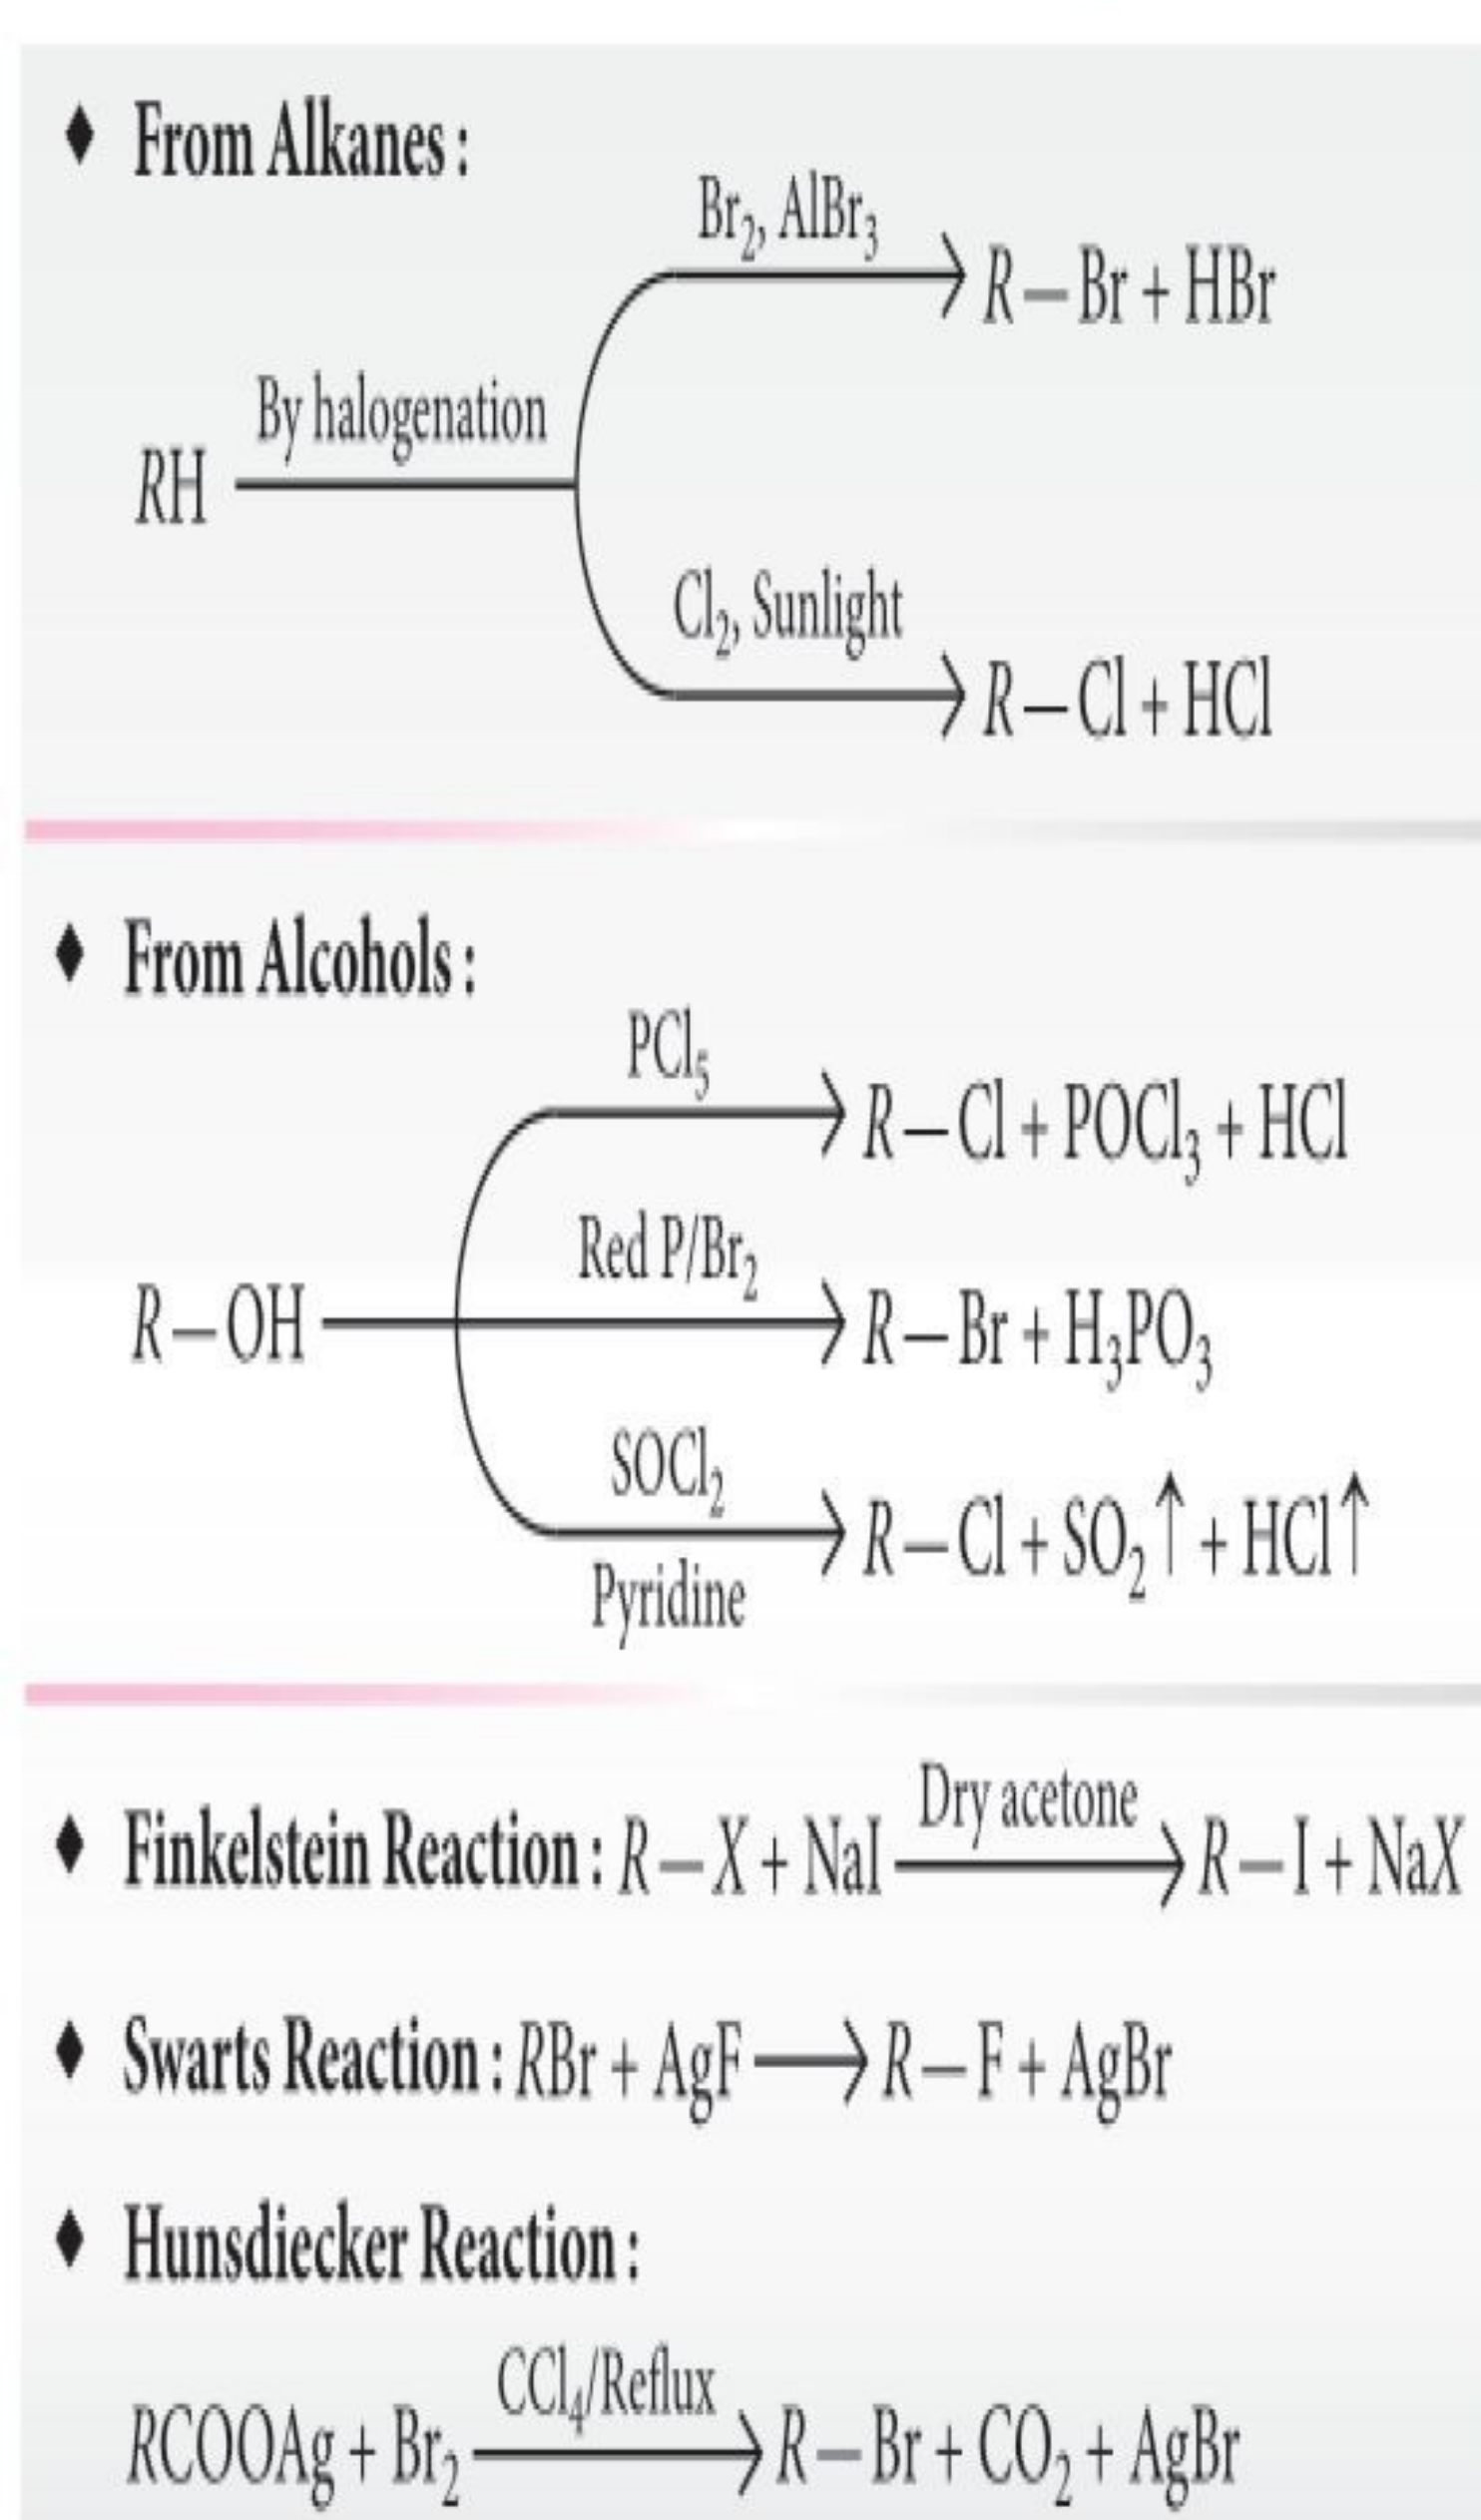 ♦ From Alkanes :
Br₂, AlBr₃
R—Br + HBr
By halogenation
RH
Cl₂, Sunlight
R—Cl + HCl
♦ From Alcohols :
PCl₅
R—Cl + POCl₃ + HCl
Red P/Br₂
R—OH → R—Br + H₃PO₃
SOCl₂
R—Cl + SO₂↑ + HCl↑
Pyridine
Dry acetone
♦ Finkelstein Reaction : R—X + NaI → R—I + NaX
♦ Swarts Reaction : RBr + AgF → R—F + AgBr
♦ Hunsdiecker Reaction :
CCl₄/Reflux
RCOOAg + Br₂ → R—Br + CO₂ + AgBr